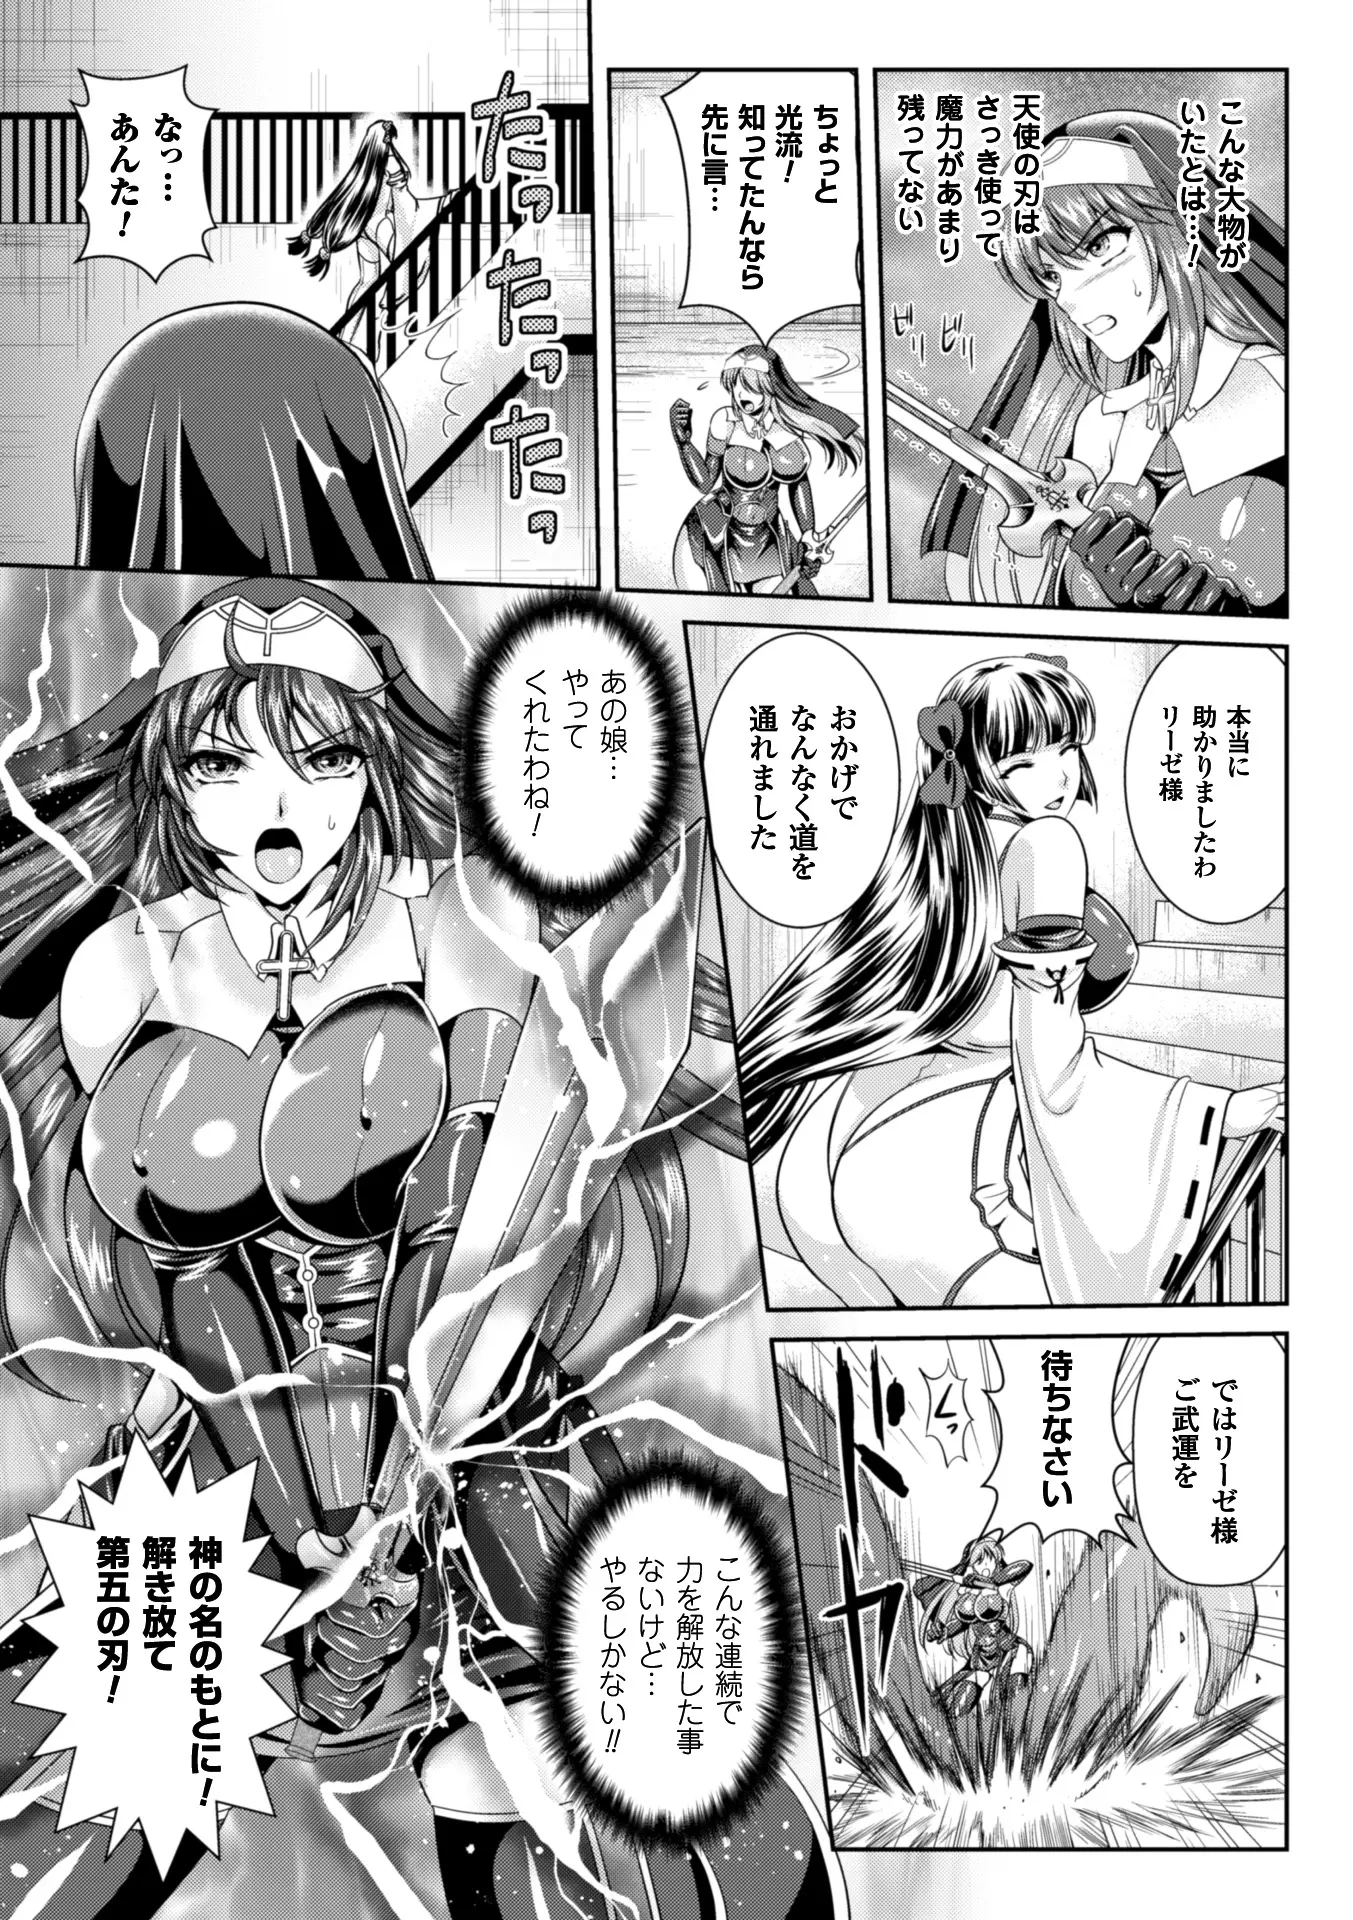 こんな大物が
いたとは…！
天使の刃は
さっき使って
魔力があまり
残ってない
ビリ
ビリ
ちょっと
光流！
知ってたんなら
先に言…
たっ
たっ
たっ
なっ…
あんた！
本当に
助かりましたわ
リーゼ様
おかげで
なんなく道を
通れました
ではリーゼ様
ご武運を
待ちなさい
くっ
あの娘…
やって
くれたわね！
こんな連続で
力を解放した事
ないけど…
やるしかない!!
神の名のもとに！
解き放て
第五の刃！